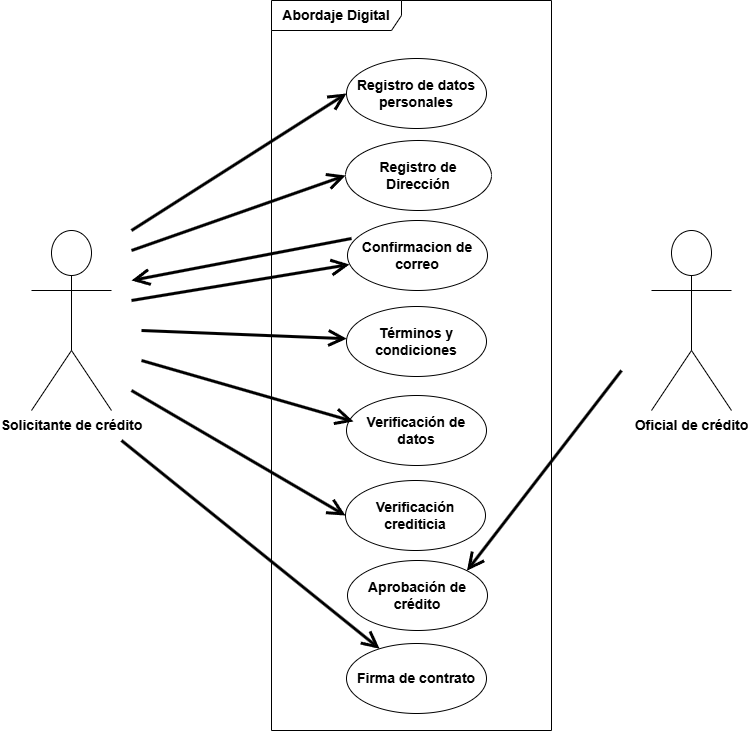 Abordaje Digital
Registro de datos
personales
Registro de
Dirección
Confirmacion de
correo
Términos y
condiciones
Verificación de
datos
Verificación
crediticia
Aprobación de
crédito
Firma de contrato
Solicitante de crédito
Oficial de crédito